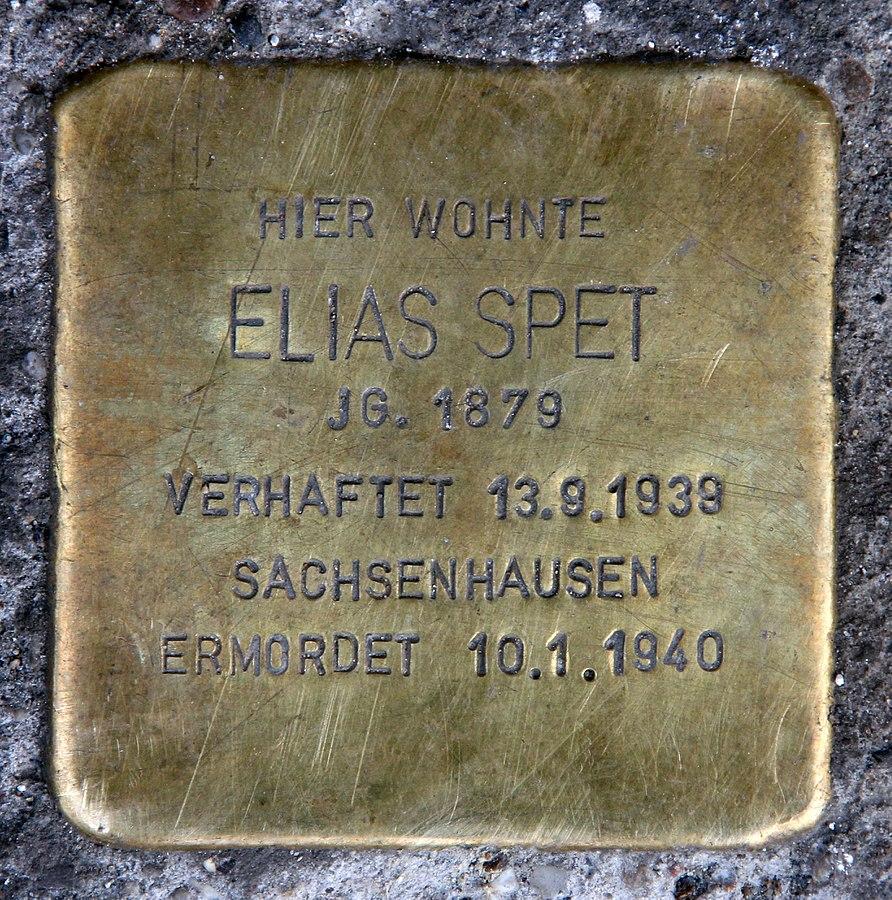 HIER WOHNTE
ELIAS SPET
JG. 1879
VERHAFTET 13.9.1939
SACHSENHAUSEN
ERMORDET 10.1.1940